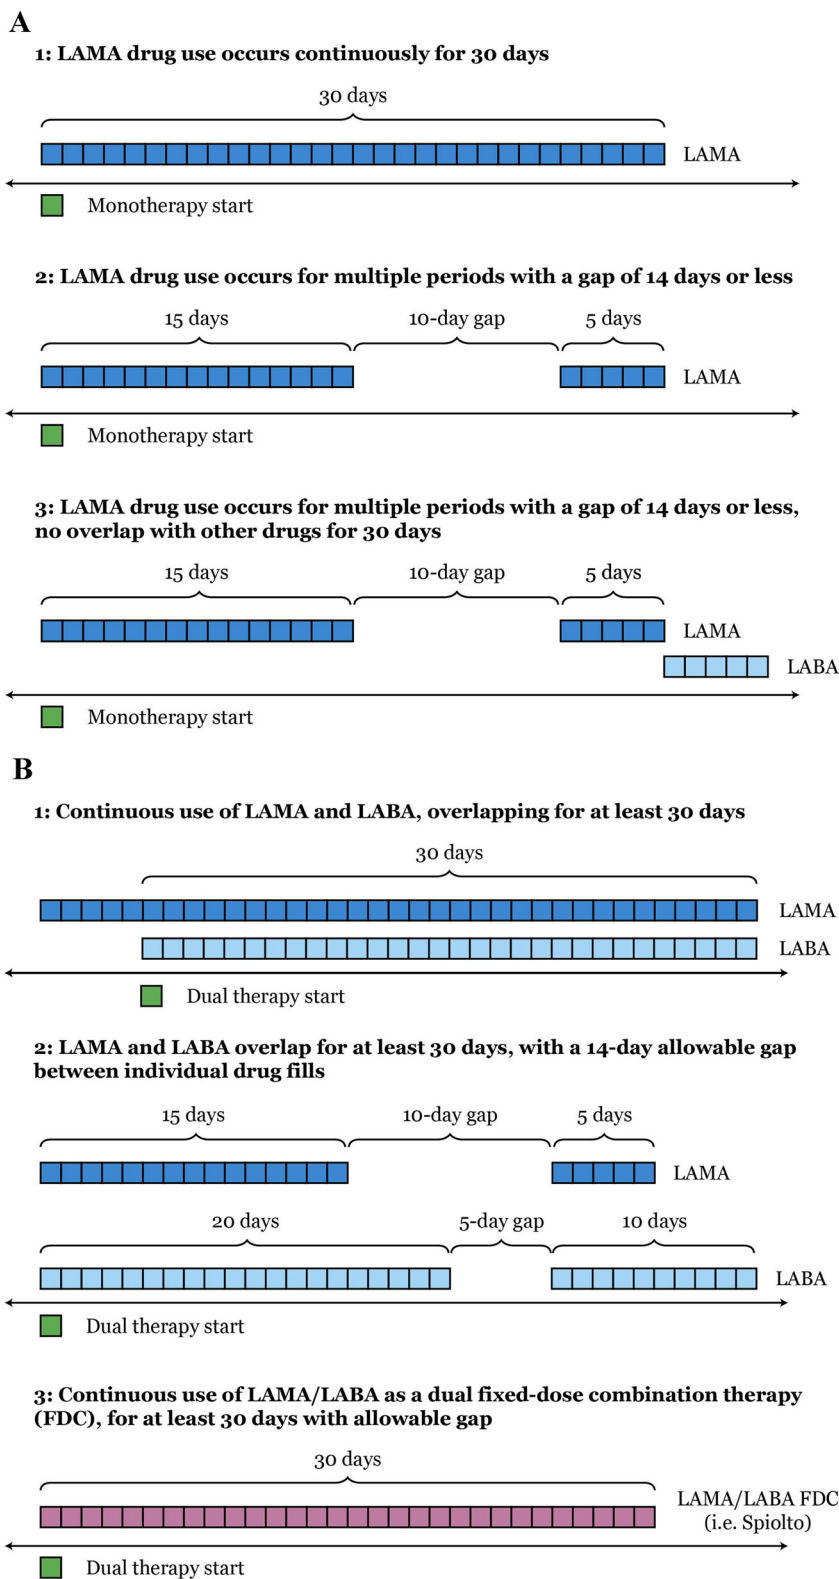 A
1: LAMA drug use occurs continuously for 30 days
30 days
LAMA
Monotherapy start
2: LAMA drug use occurs for multiple periods with a gap of 14 days or less
15 days 10-day gap 5 days
LAMA
Monotherapy start
3: LAMA drug use occurs for multiple periods with a gap of 14 days or less,
no overlap with other drugs for 30 days
15 days 10-day gap 5 days
LAMA
LABA
Monotherapy start
B
1: Continuous use of LAMA and LABA, overlapping for at least 30 days
30 days
LAMA
LABA
Dual therapy start
2: LAMA and LABA overlap for at least 30 days, with a 14-day allowable gap
between individual drug fills
15 days 10-day gap 5 days
LAMA
20 days 5-day gap 10 days
LABA
Dual therapy start
3: Continuous use of LAMA/LABA as a dual fixed-dose combination therapy
(FDC), for at least 30 days with allowable gap
30 days
LAMA/LABA FDC
(i.e. Spiolto)
Dual therapy start